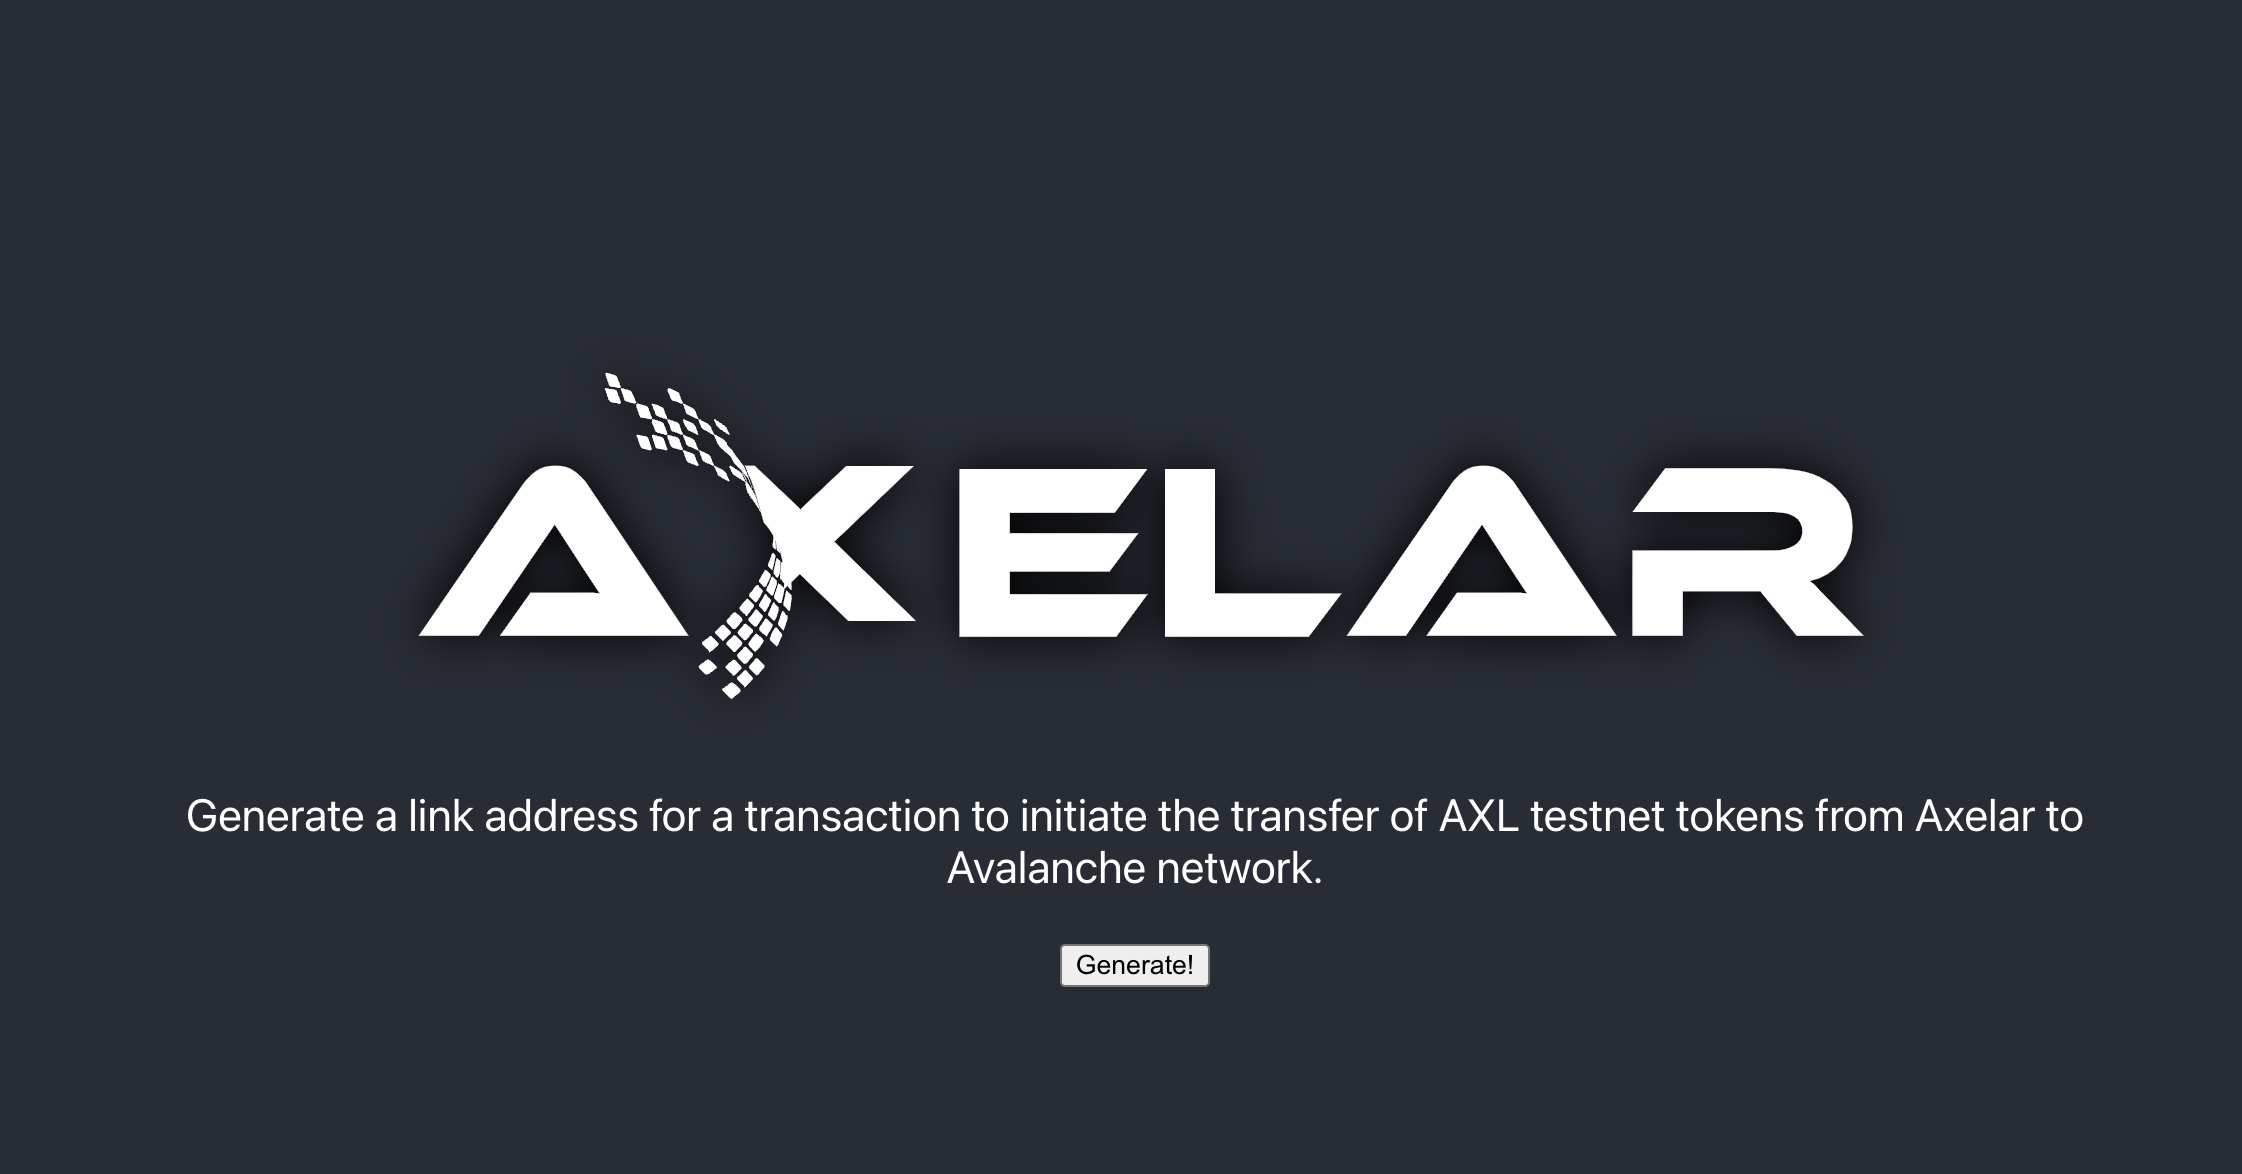 AXELAR
Generate a link address for a transaction to initiate the transfer of AXL testnet tokens from Axelar to
Avalanche network.
Generate!